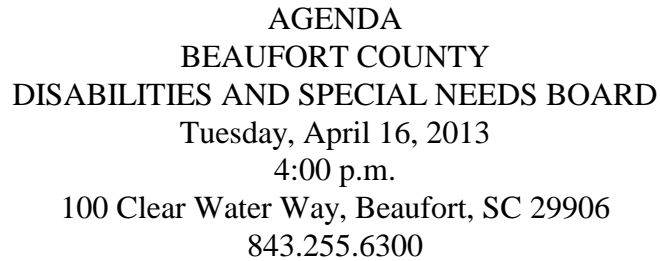 AGENDA
BEAUFORT COUNTY
DISABILITIES AND SPECIAL NEEDS BOARD
Tuesday, April 16, 2013
4:00 p.m.
100 Clear Water Way, Beaufort, SC 29906
843.255.6300